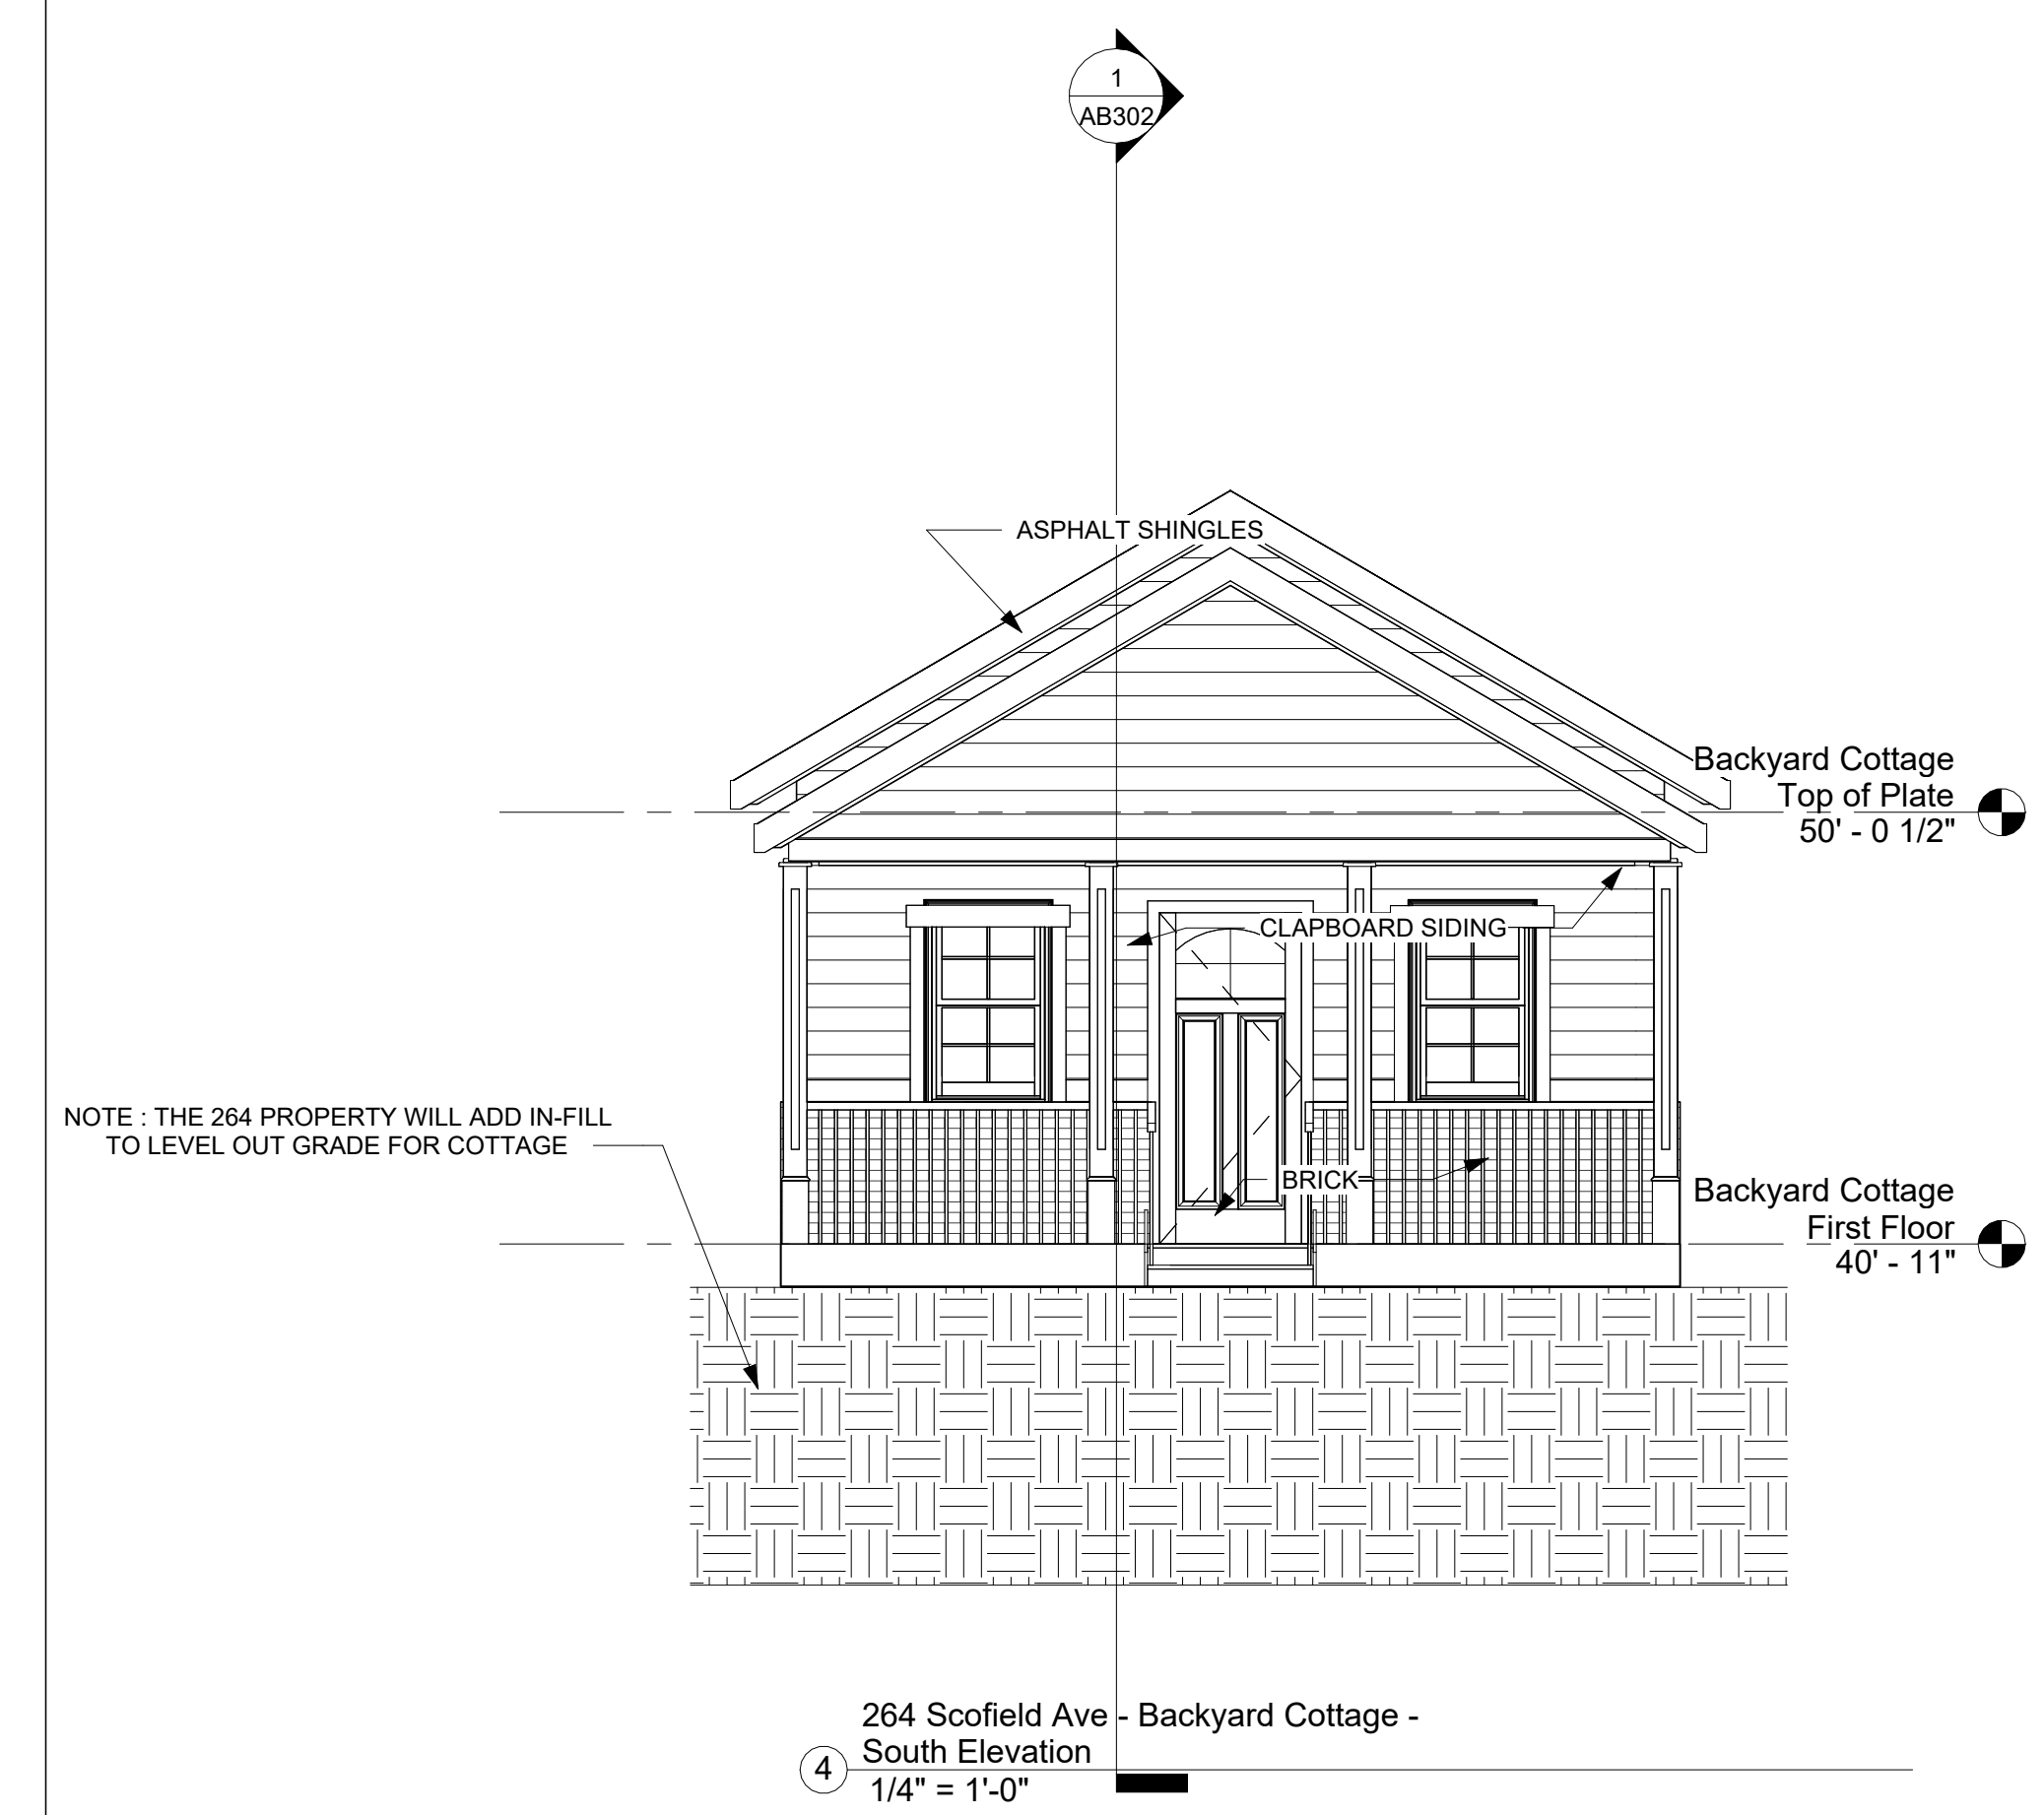 1
AB302
ASPHALT SHINGLES
Backyard Cottage
Top of Plate
50' - 0 1/2"
CLAPBOARD SIDING
NOTE : THE 264 PROPERTY WILL ADD IN-FILL
TO LEVEL OUT GRADE FOR COTTAGE
BRICK
Backyard Cottage
First Floor
40' - 11"
264 Scofield Ave - Backyard Cottage -
South Elevation
4
1/4" = 1'-0"